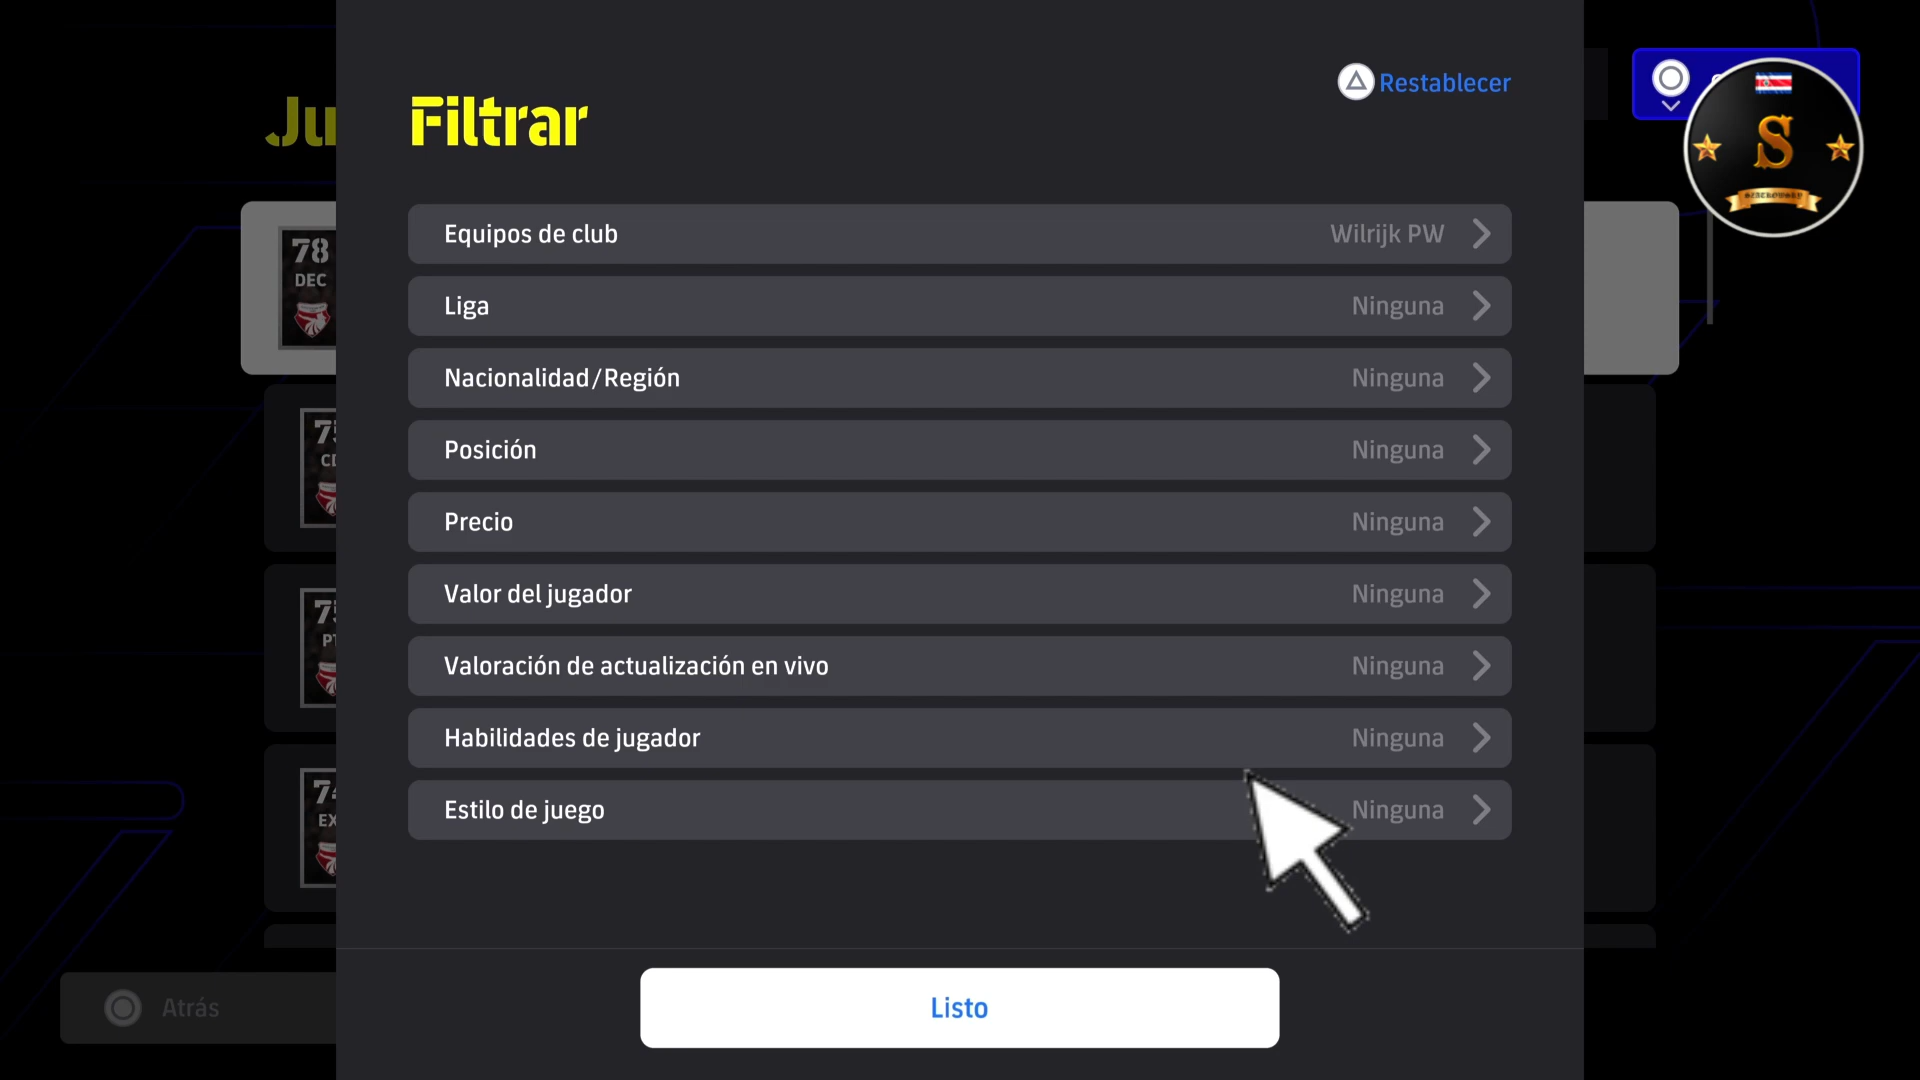 Restablecer
Filtrar
Ju
Equipos de club Wilrijk PW
Liga Ninguna
Nacionalidad/Región Ninguna
Posición Ninguna
Precio Ninguna
Valor del jugador Ninguna
Valoración de actualización en vivo Ninguna
Habilidades de jugador Ninguna
Estilo de juego Ninguna
Listo
Atrás
78
DEC
S